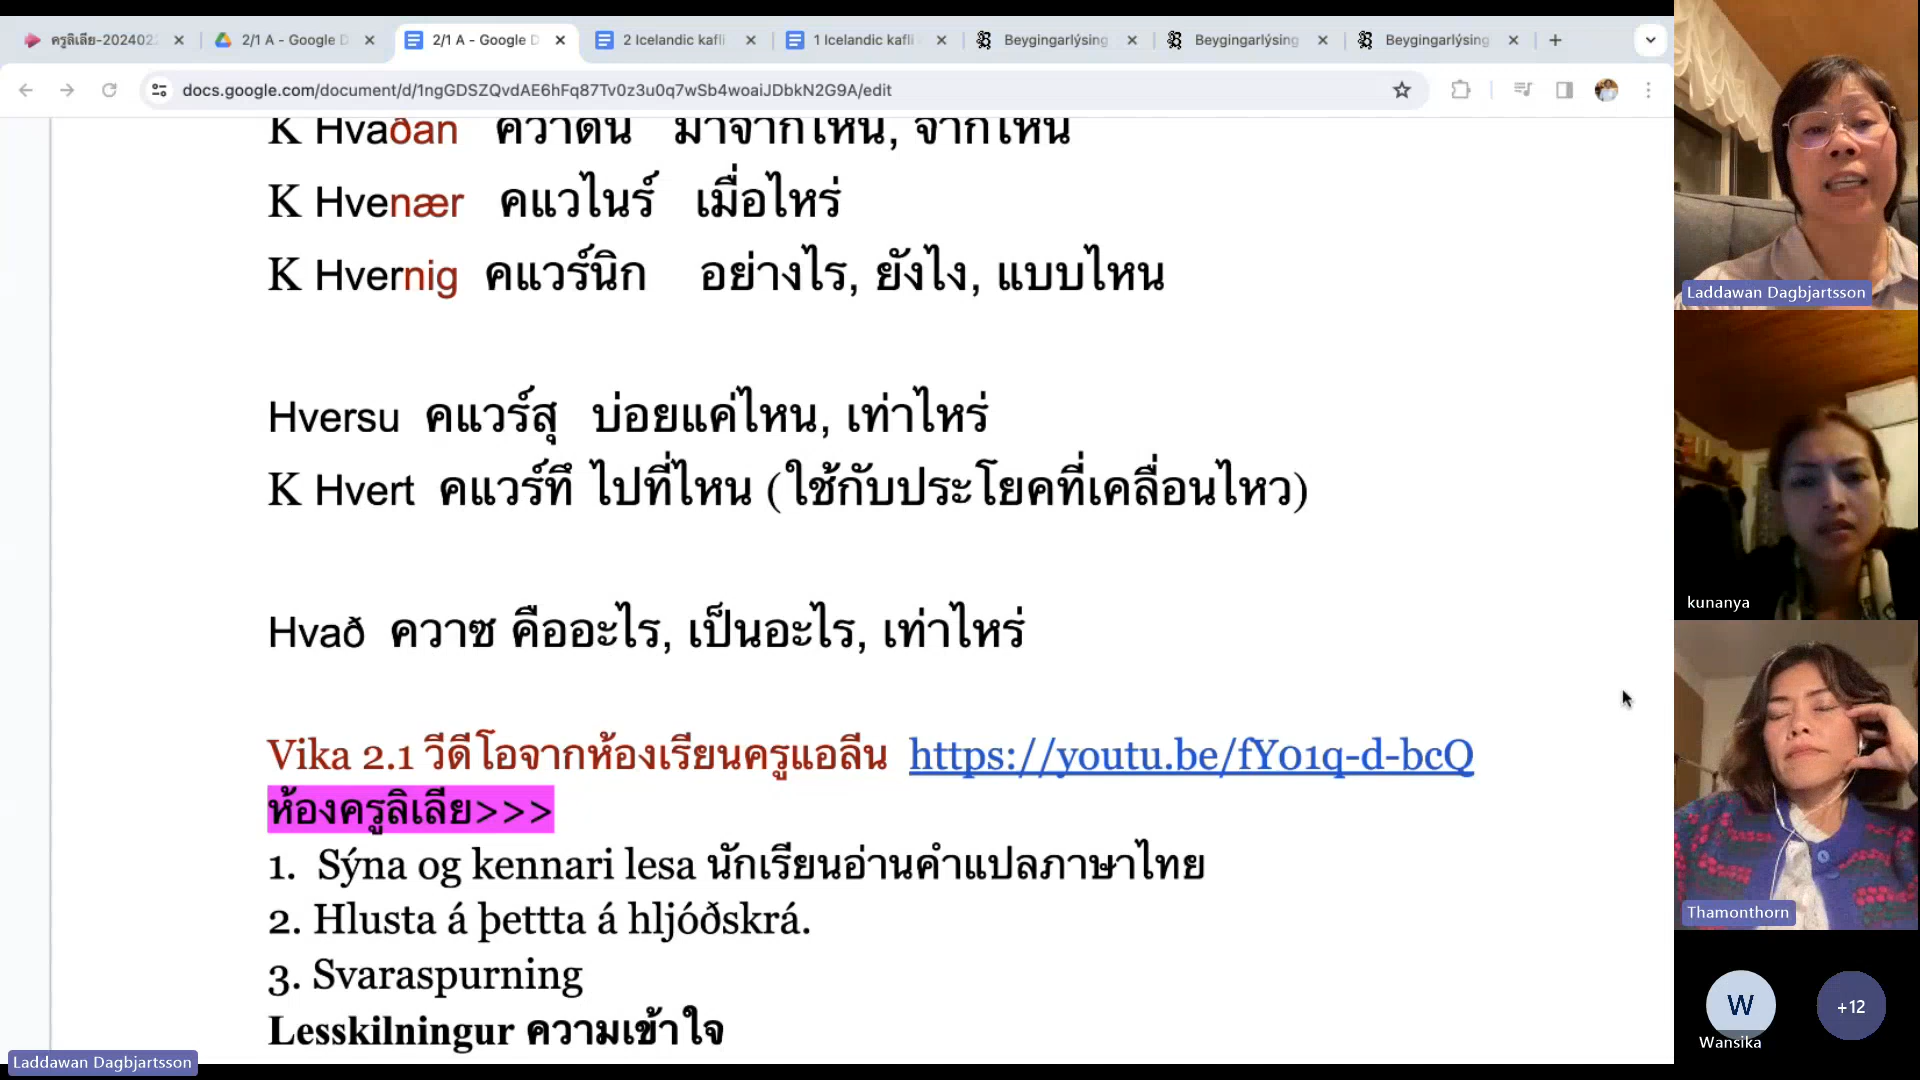 ครูลิเลีย-20240223
2/1 A - Google D
2/1 A - Google D
2 Icelandic kafli
1 Icelandic kafli
Beygingarlýsing
Beygingarlýsing
Beygingarlýsing
docs.google.com/document/d/1ngGDSZQvdAE6hFq87Tv0z3u0q7wSb4woaiJDbkN2G9A/edit
K Hvaðan ควาดัน มาจากไหน, จากไหน
K Hvenær คแวไนร์ เมื่อไหร่
K Hvernig คแวร์นิก อย่างไร, ยังไง, แบบไหน
Hversu คแวร์สุ บ่อยแค่ไหน, เท่าไหร่
K Hvert คแวร์ทึ ไปที่ไหน (ใช้กับประโยคที่เคลื่อนไหว)
Hvað ควาซ คืออะไร, เป็นอะไร, เท่าไหร่
Vika 2.1 วีดีโอจากห้องเรียนครูแอลีน https://youtu.be/fY01q-d-bcQ
ห้องครูลิเลีย>>>
1. Sýna og kennari lesa นักเรียนอ่านคำแปลภาษาไทย
2. Hlusta á þettta á hljóðskrá.
3. Svaraspurning
Lesskilningur ความเข้าใจ
Laddawan Dagbjartsson
Laddawan Dagbjartsson
kunanya
Thamonthorn
W
Wansika
+12